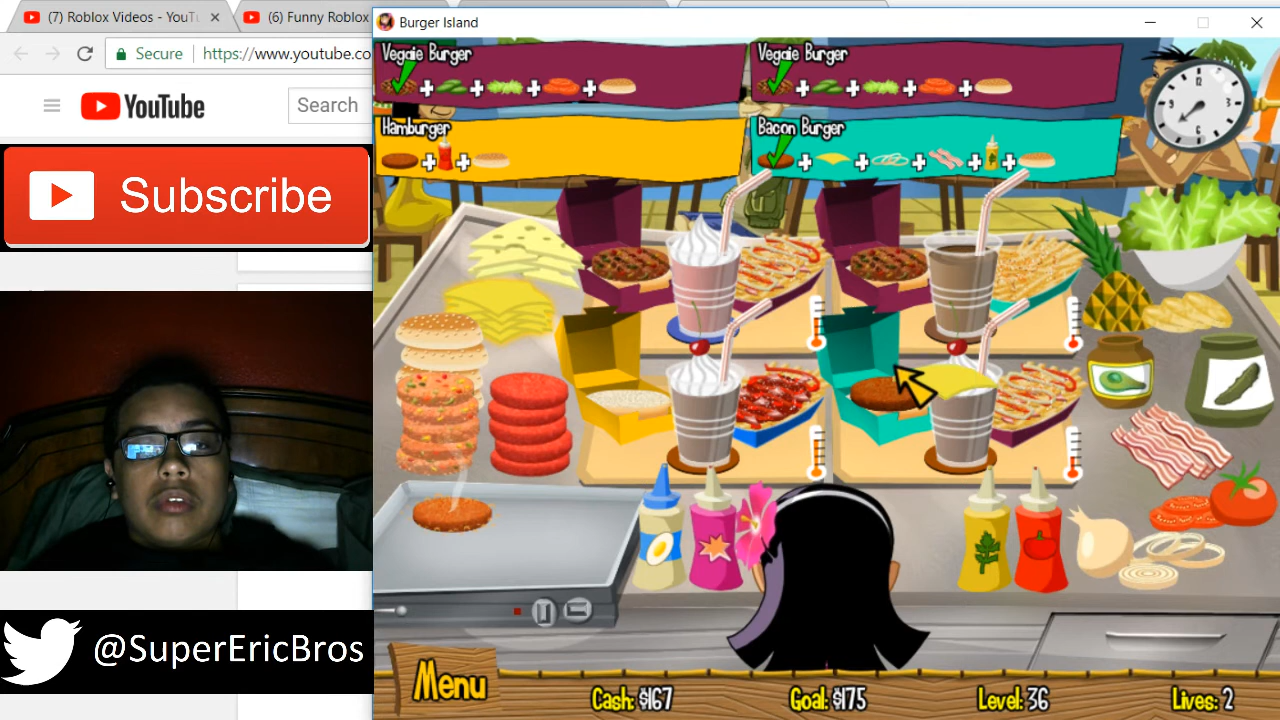 (7) Roblox Videos - YouTu
(6) Funny Roblox
Burger Island
Secure
https://www.youtube.co
YouTube
Search
Subscribe
Veggie Burger
Veggie Burger
Hamburger
Bacon Burger
@SuperEricBros
Menu
Cash: $167
Goal: $175
Level: 36
Lives: 2